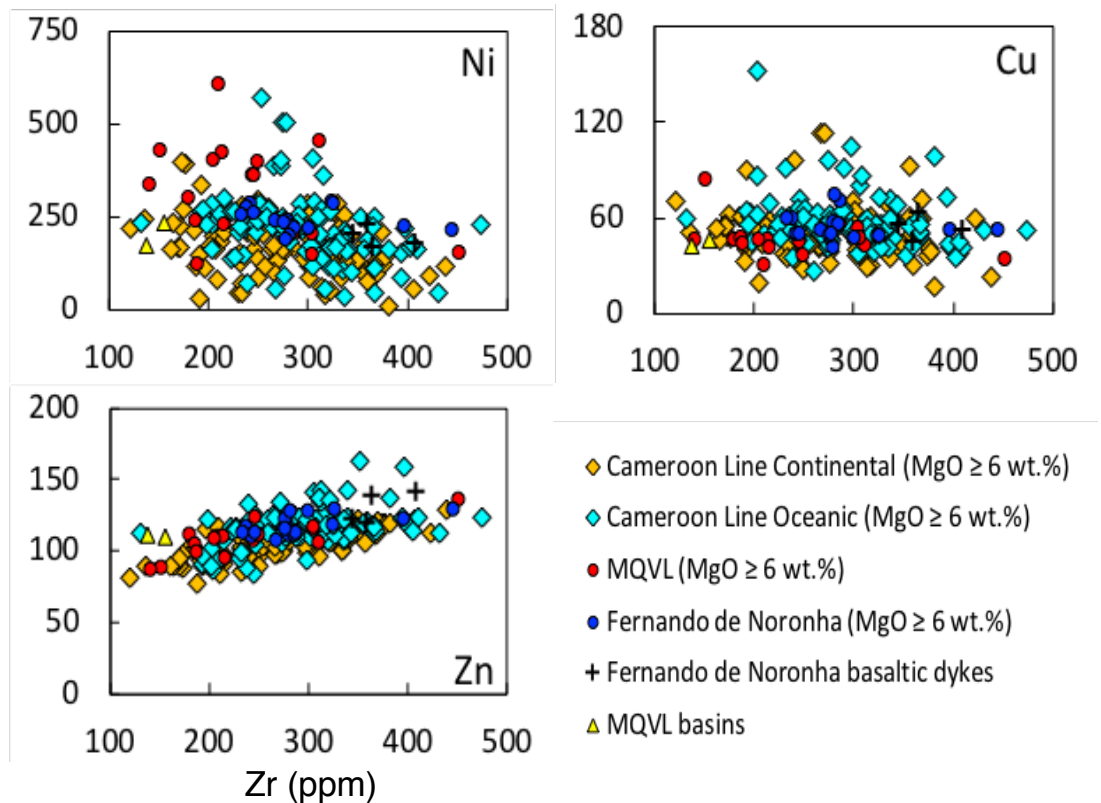 750
500
250
0
100 200 300 400 500
Ni
180
120
60
0
100 200 300 400 500
Cu
200
150
100
50
0
100 200 300 400 500
Zn
Zr (ppm)
Cameroon Line Continental (MgO ≥ 6 wt.%)
Cameroon Line Oceanic (MgO ≥ 6 wt.%)
MQVL (MgO ≥ 6 wt.%)
Fernando de Noronha (MgO ≥ 6 wt.%)
Fernando de Noronha basaltic dykes
MQVL basins